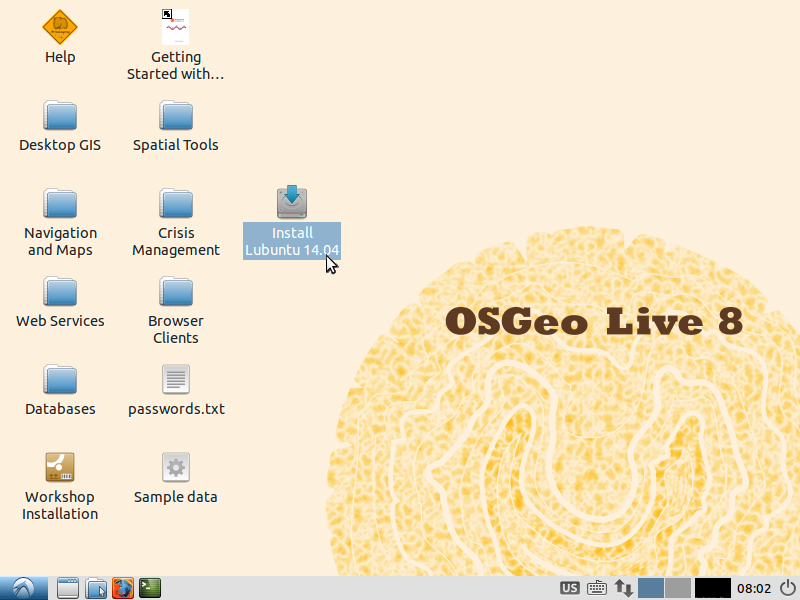 Help
Getting
Started with...
Desktop GIS
Spatial Tools
Navigation
and Maps
Crisis
Management
Install
Lubuntu 14.04
Web Services
Browser
Clients
OSGeo Live 8
Databases
passwords.txt
Workshop
Installation
Sample data
US
08:02